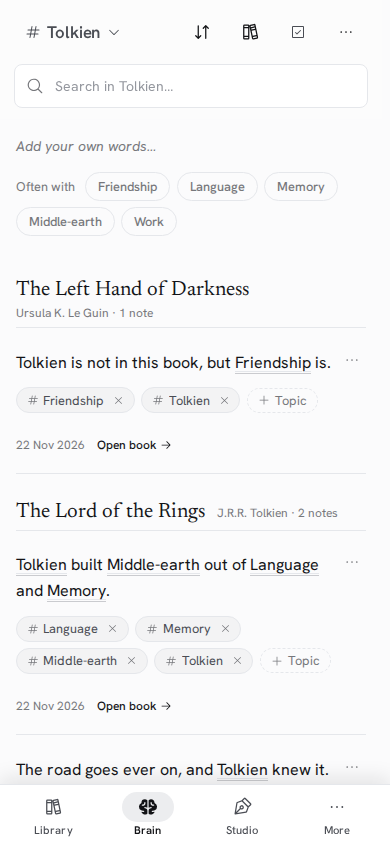 # Tolkien
Search in Tolkien...
Add your own words...
Often with Friendship Language Memory
Middle-earth Work
The Left Hand of Darkness
Ursula K. Le Guin · 1 note
Tolkien is not in this book, but Friendship is. ...
# Friendship × # Tolkien × + Topic
22 Nov 2026 Open book →
The Lord of the Rings J.R.R. Tolkien · 2 notes
Tolkien built Middle-earth out of Language ...
and Memory.
# Language × # Memory ×
# Middle-earth × # Tolkien × + Topic
22 Nov 2026 Open book →
The road goes ever on, and Tolkien knew it. ...
Library Brain Studio More